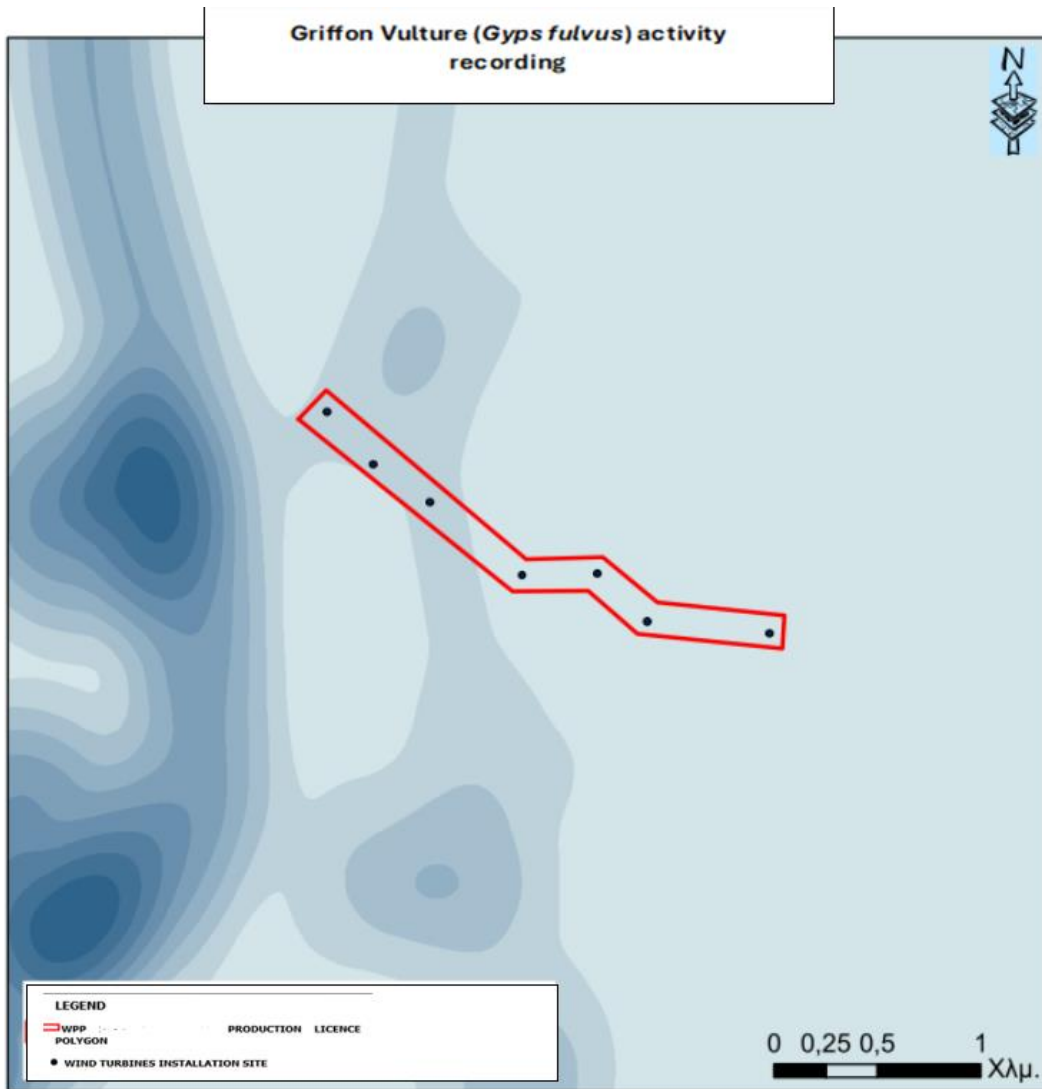 Griffon Vulture (Gyps fulvus) activity
recording
N
LEGEND
WPP PRODUCTION LICENCE
POLYGON
WIND TURBINES INSTALLATION SITE
0 0,25 0,5 1
Χλμ.